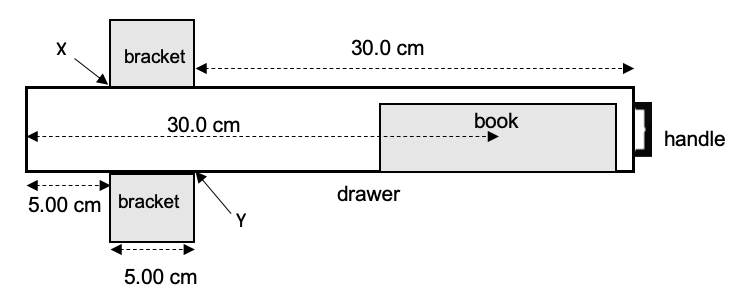 X
bracket
30.0 cm
30.0 cm
book
handle
5.00 cm
bracket
Y
drawer
5.00 cm